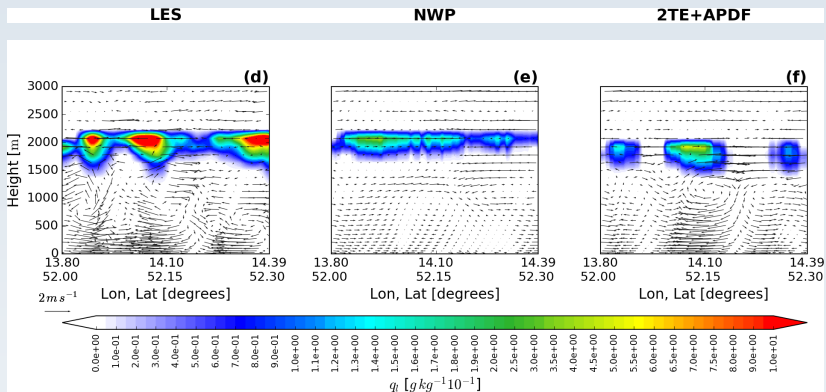 LES NWP 2TE+APDF
(d) (e) (f)
3000
2500
2000
1500
1000
500
0
Height [m]
13.80 14.10 14.39 13.80 14.10 14.39 13.80 14.10 14.39
52.00 52.15 52.30 52.00 52.15 52.30 52.00 52.15 52.30
Lon, Lat [degrees] Lon, Lat [degrees] Lon, Lat [degrees]
2 m s⁻¹
0.0e+00 1.0e-01 2.0e-01 3.0e-01 4.0e-01 5.0e-01 6.0e-01 7.0e-01 8.0e-01 9.0e-01 1.0e+00 1.1e+00 1.2e+00 1.3e+00 1.4e+00 1.5e+00 1.6e+00 1.7e+00 1.8e+00 1.9e+00 2.0e+00 2.5e+00 3.0e+00 3.5e+00 4.0e+00 4.5e+00 5.0e+00 5.5e+00 6.0e+00 6.5e+00 7.0e+00 7.5e+00 8.0e+00 8.5e+00 9.0e+00 1.0e+01
qₗ [g kg⁻¹10⁻¹]